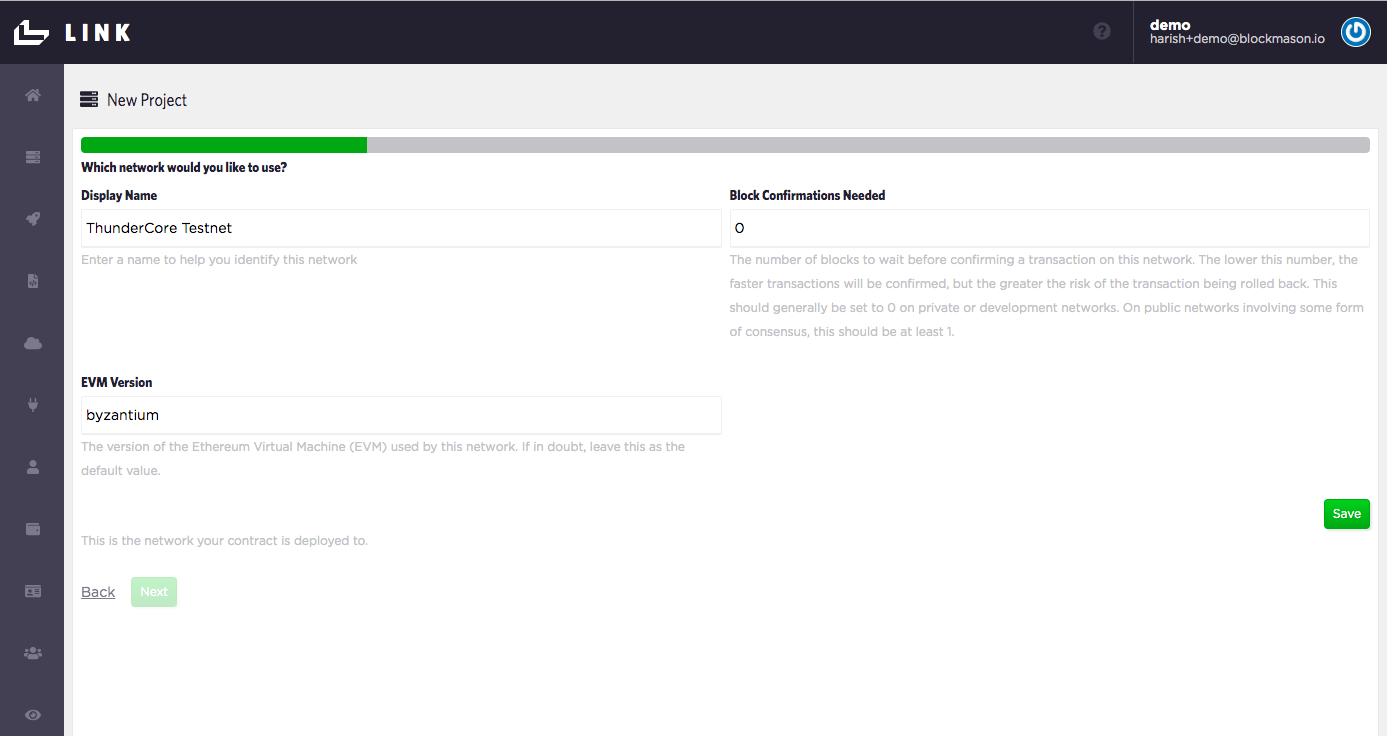 LINK
?
demo
harish+demo@blockmason.io
New Project
Which network would you like to use?
Display Name
Block Confirmations Needed
ThunderCore Testnet
0
Enter a name to help you identify this network
The number of blocks to wait before confirming a transaction on this network. The lower this number, the
faster transactions will be confirmed, but the greater the risk of the transaction being rolled back. This
should generally be set to 0 on private or development networks. On public networks involving some form
of consensus, this should be at least 1.
EVM Version
byzantium
The version of the Ethereum Virtual Machine (EVM) used by this network. If in doubt, leave this as the
default value.
Save
This is the network your contract is deployed to.
Back
Next